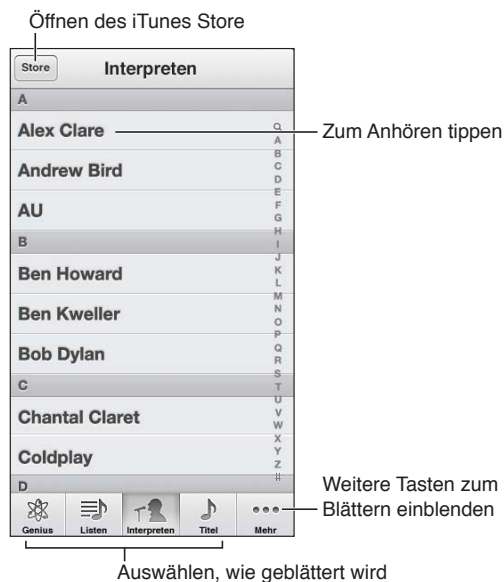 Öffnen des iTunes Store
Store
Interpreten
A
Alex Clare
Zum Anhören tippen
Andrew Bird
AU
B
Ben Howard
Ben Kweller
Bob Dylan
C
Chantal Claret
Coldplay
D
A
B
C
D
E
F
G
H
I
J
K
L
M
N
O
P
Q
R
S
T
U
V
W
X
Y
Z
#
Weitere Tasten zum
Blättern einblenden
Genius
Listen
Interpreten
Titel
Mehr
Auswählen, wie geblättert wird